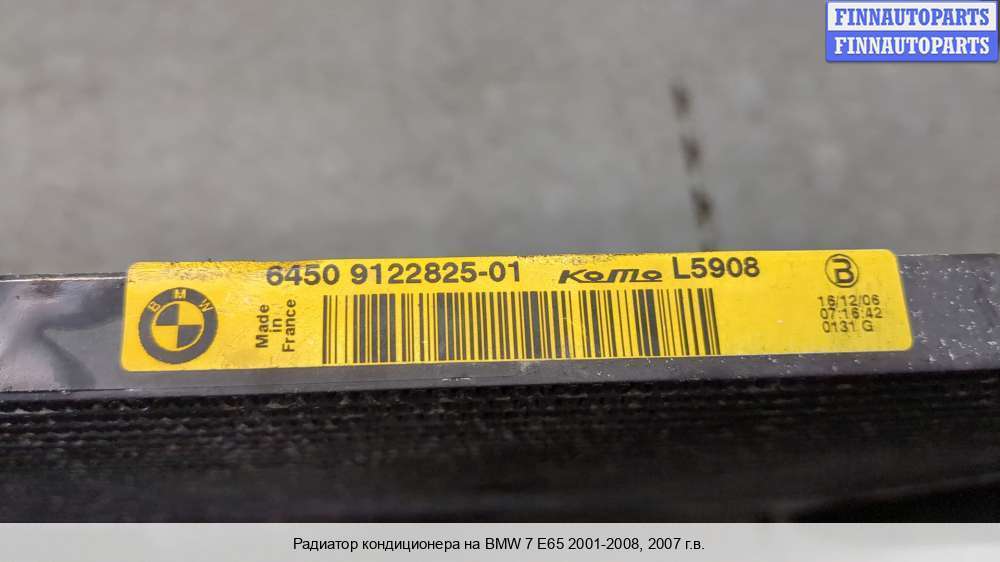 FINNAUTOPARTS
FINNAUTOPARTS
6450 9122825-01 KoMo L5908
BMW
Made
in
France
B
16/12/06
07:16:42
0131 G
Радиатор кондиционера на BMW 7 E65 2001-2008, 2007 г.в.